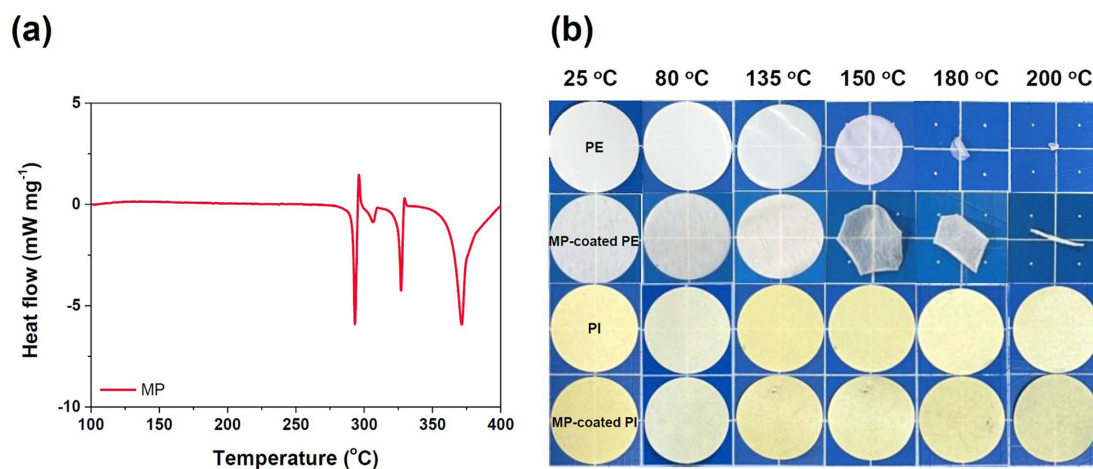 (a)
5
0
-5
-10
Heat flow (mW mg⁻¹)
MP
100 150 200 250 300 350 400
Temperature (°C)
(b)
25 °C 80 °C 135 °C 150 °C 180 °C 200 °C
PE
MP-coated PE
PI
MP-coated PI